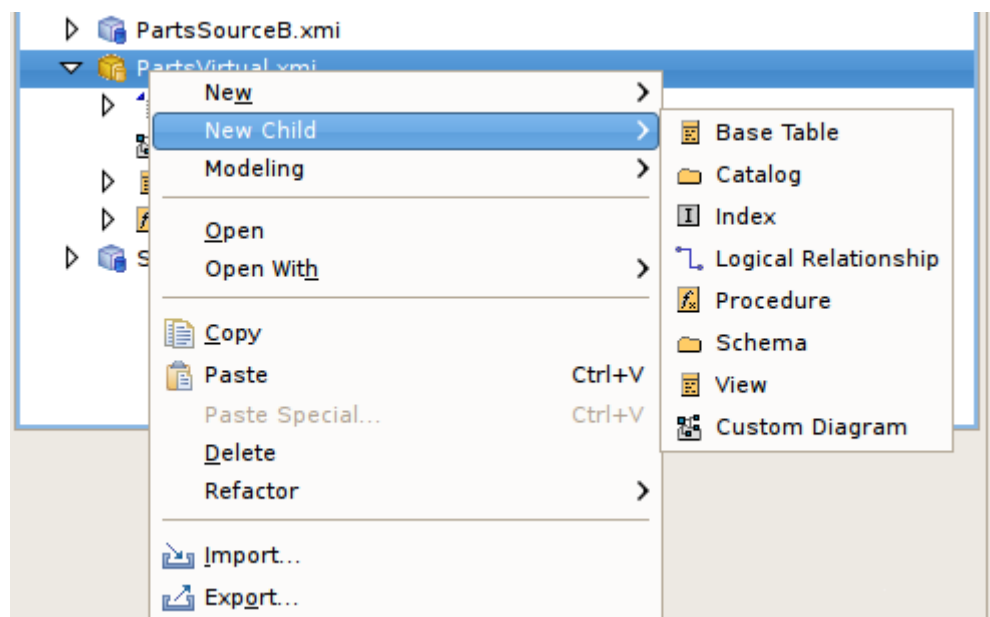 PartsSourceB.xmi
PartsVirtual.xmi
New
New Child
Modeling
Open
Open With
Copy
Paste Ctrl+V
Paste Special... Ctrl+V
Delete
Refactor
Import...
Export...
Base Table
Catalog
Index
Logical Relationship
Procedure
Schema
View
Custom Diagram
S